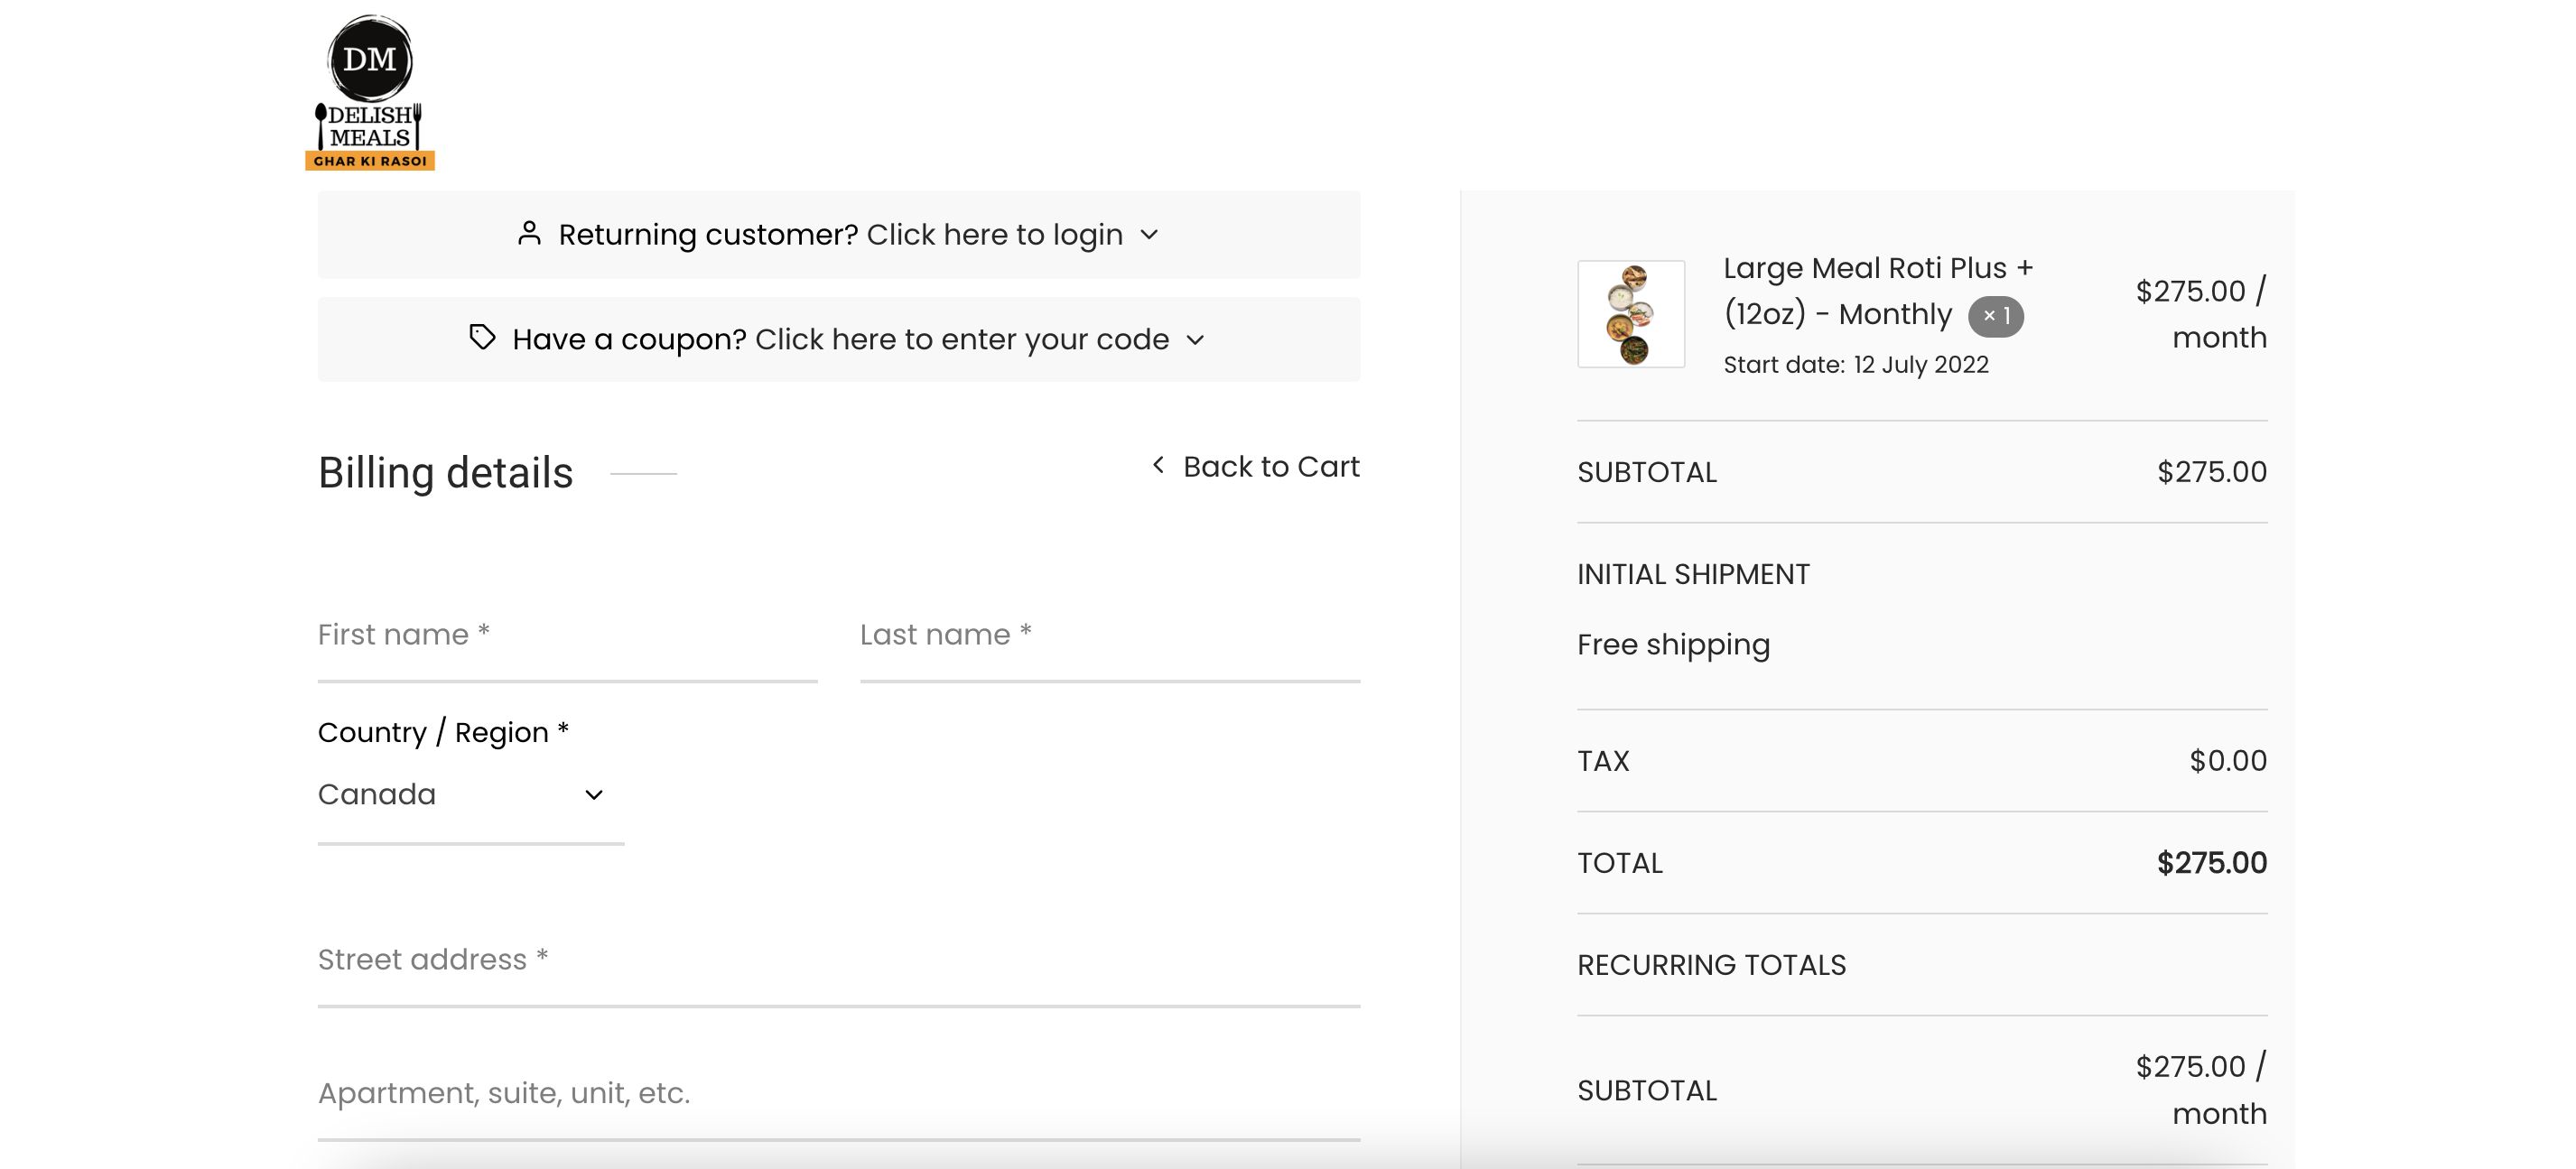 DM
DELISH
MEALS
GHAR KI RASOI
Returning customer? Click here to login
Have a coupon? Click here to enter your code
Billing details
Back to Cart
First name *
Last name *
Country / Region *
Canada
Street address *
Apartment, suite, unit, etc.
Large Meal Roti Plus +
(12oz) - Monthly × 1
Start date: 12 July 2022
$275.00 /
month
SUBTOTAL $275.00
INITIAL SHIPMENT
Free shipping
TAX $0.00
TOTAL $275.00
RECURRING TOTALS
SUBTOTAL
$275.00 /
month